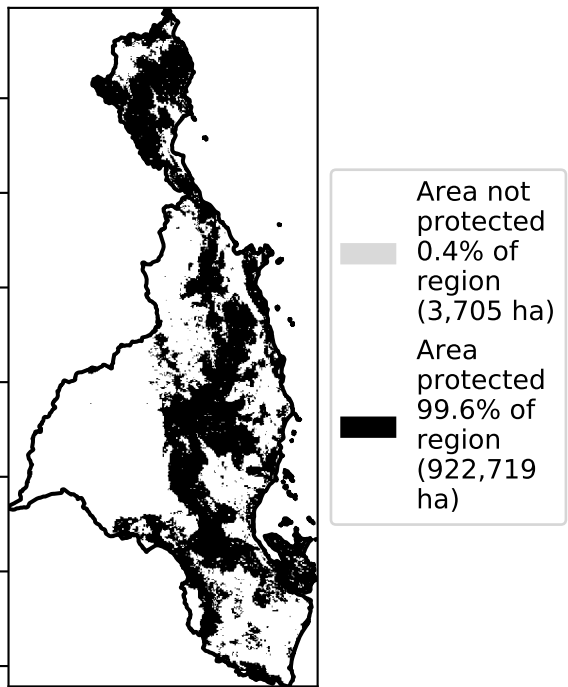 Area not
protected
0.4% of
region
(3,705 ha)
Area
protected
99.6% of
region
(922,719
ha)